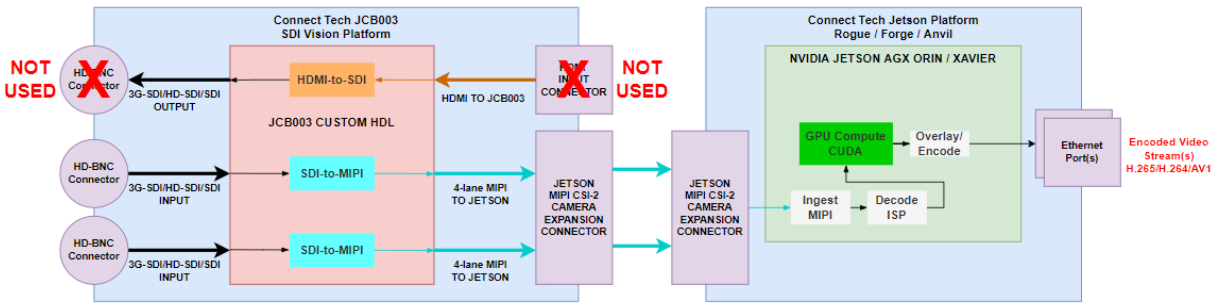 Connect Tech JCB003
SDI Vision Platform
NOT
USED
HD-BNC
Connector
3G-SDI/HD-SDI/SDI
OUTPUT
HDMI-to-SDI
HDMI TO JCB003
HDMI
INPUT
CONNECTOR
NOT
USED
JCB003 CUSTOM HDL
HD-BNC
Connector
3G-SDI/HD-SDI/SDI
INPUT
SDI-to-MIPI
4-lane MIPI
TO JETSON
HD-BNC
Connector
3G-SDI/HD-SDI/SDI
INPUT
SDI-to-MIPI
4-lane MIPI
TO JETSON
JETSON
MIPI CSI-2
CAMERA
EXPANSION
CONNECTOR
JETSON
MIPI CSI-2
CAMERA
EXPANSION
CONNECTOR
Connect Tech Jetson Platform
Rogue / Forge / Anvil
NVIDIA JETSON AGX ORIN / XAVIER
GPU Compute
CUDA
Overlay/
Encode
Ingest
MIPI
Decode
ISP
Ethernet
Port(s)
Encoded Video
Stream(s)
H.265/H.264/AV1